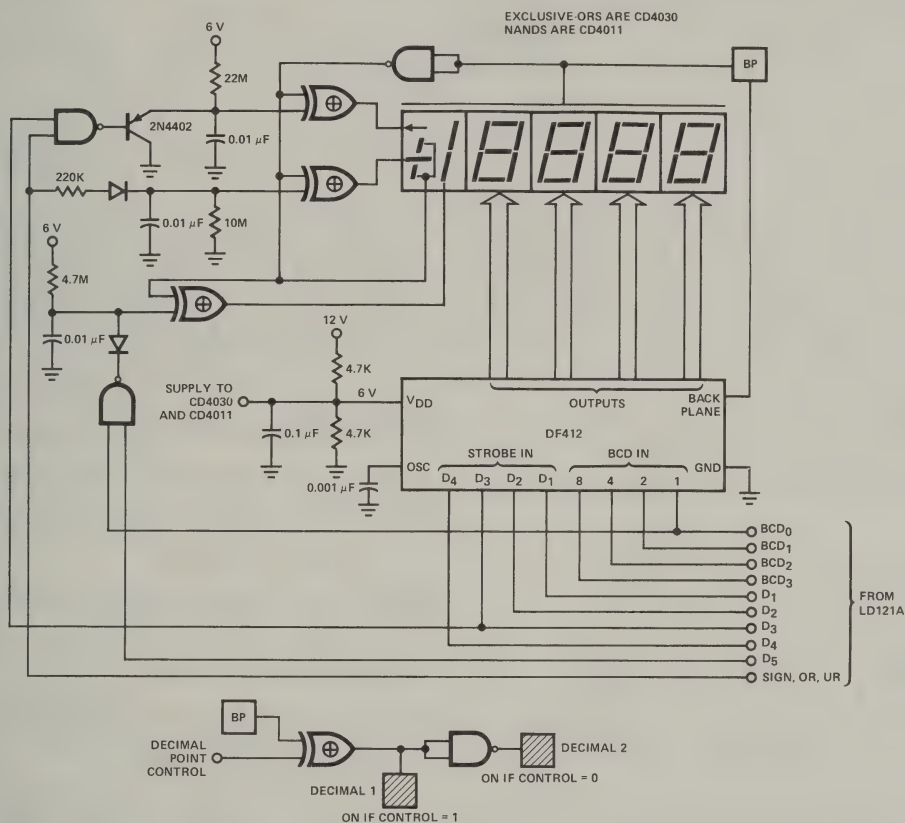 EXCLUSIVE-ORS ARE CD4030
NANDS ARE CD4011
6 V
22M
BP
2N4402
0.01 µF
220K
0.01 µF
10M
6 V
4.7M
0.01 µF
12 V
4.7K
SUPPLY TO
CD4030
AND CD4011
6 V
0.1 µF
4.7K
VDD
OUTPUTS
BACK
PLANE
DF412
OSC
STROBE IN
BCD IN
GND
0.001 µF
D4 D3 D2 D1 8 4 2 1
BCD0
BCD1
BCD2
BCD3
D1
D2
D3
D4
D5
SIGN, OR, UR
FROM
LD121A
BP
DECIMAL
POINT
CONTROL
DECIMAL 1
ON IF CONTROL = 1
DECIMAL 2
ON IF CONTROL = 0